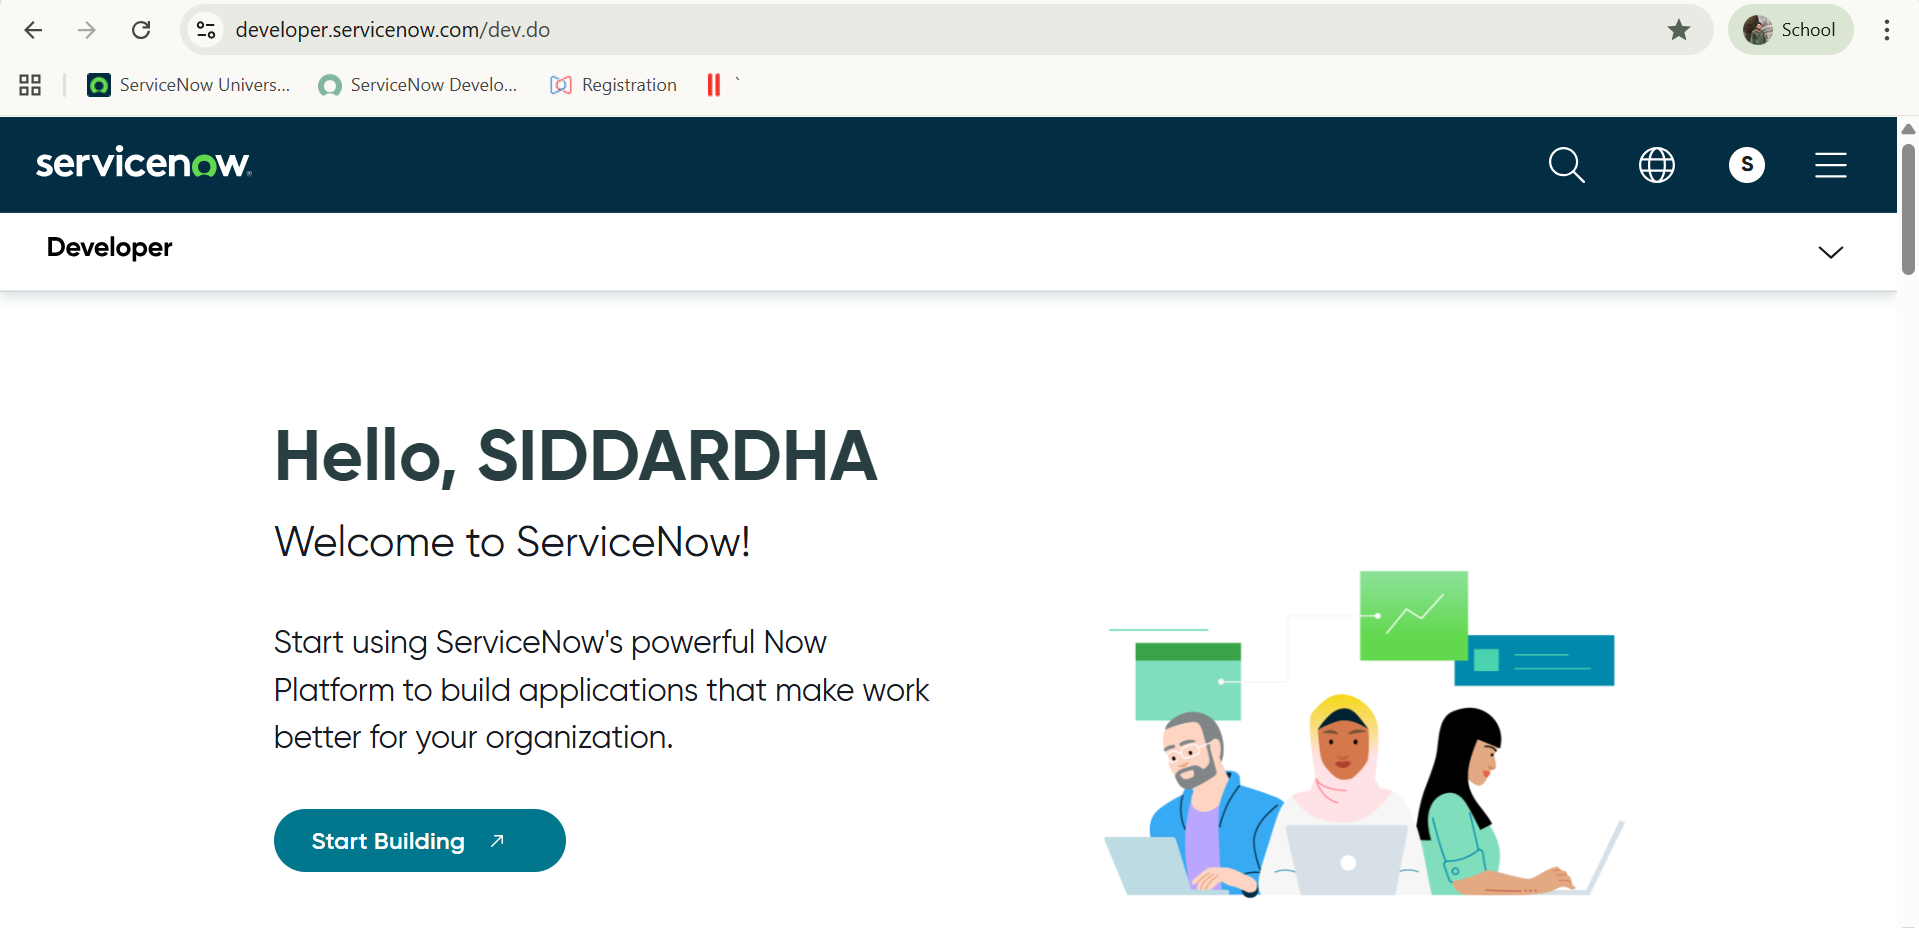 developer.servicenow.com/dev.do
School
ServiceNow Univers...
ServiceNow Develo...
Registration
`
servicenow
S
Developer
Hello, SIDDARDHA
Welcome to ServiceNow!
Start using ServiceNow's powerful Now
Platform to build applications that make work
better for your organization.
Start Building